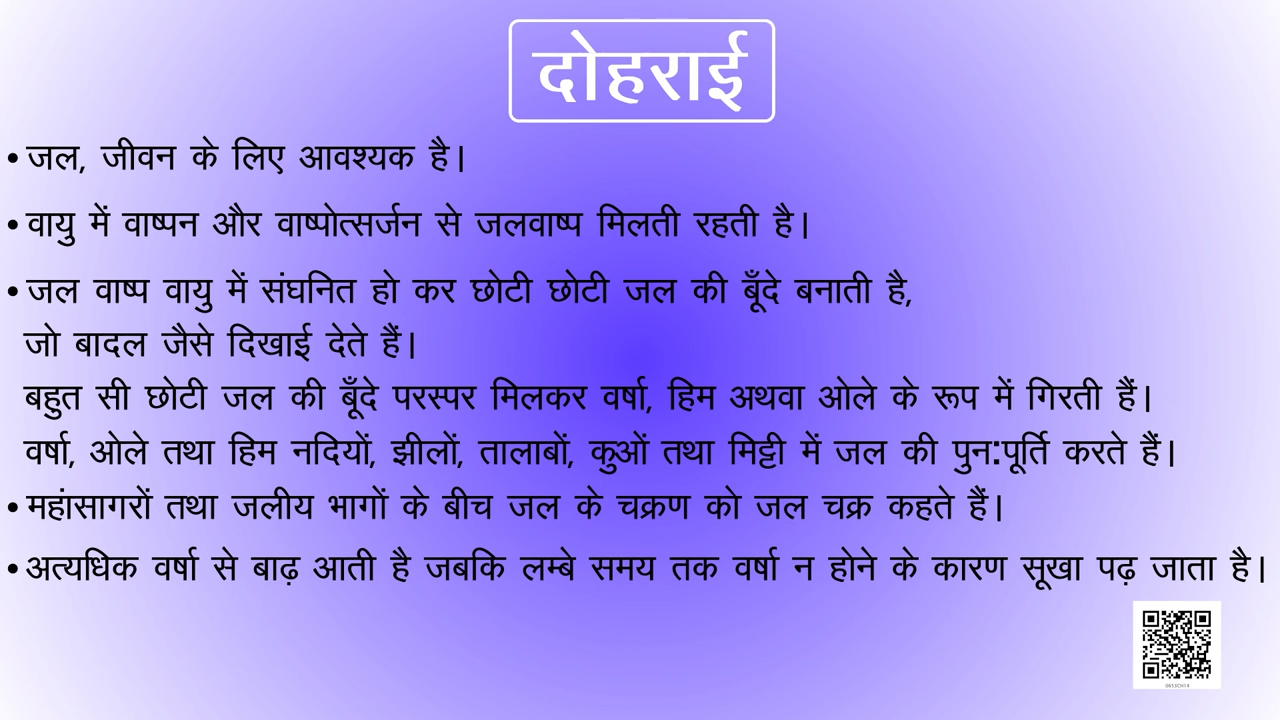 दोहराई
• जल, जीवन के लिए आवश्यक है।
• वायु में वाष्पन और वाष्पोत्सर्जन से जलवाष्प मिलती रहती है।
• जल वाष्प वायु में संघनित हो कर छोटी छोटी जल की बूँदे बनाती है,
जो बादल जैसे दिखाई देते हैं।
बहुत सी छोटी जल की बूँदे परस्पर मिलकर वर्षा, हिम अथवा ओले के रूप में गिरती हैं।
वर्षा, ओले तथा हिम नदियों, झीलों, तालाबों, कुओं तथा मिट्टी में जल की पुन:पूर्ति करते हैं।
• महांसागरों तथा जलीय भागों के बीच जल के चक्रण को जल चक्र कहते हैं।
• अत्यधिक वर्षा से बाढ़ आती है जबकि लम्बे समय तक वर्षा न होने के कारण सूखा पढ़ जाता है।
0653CH14